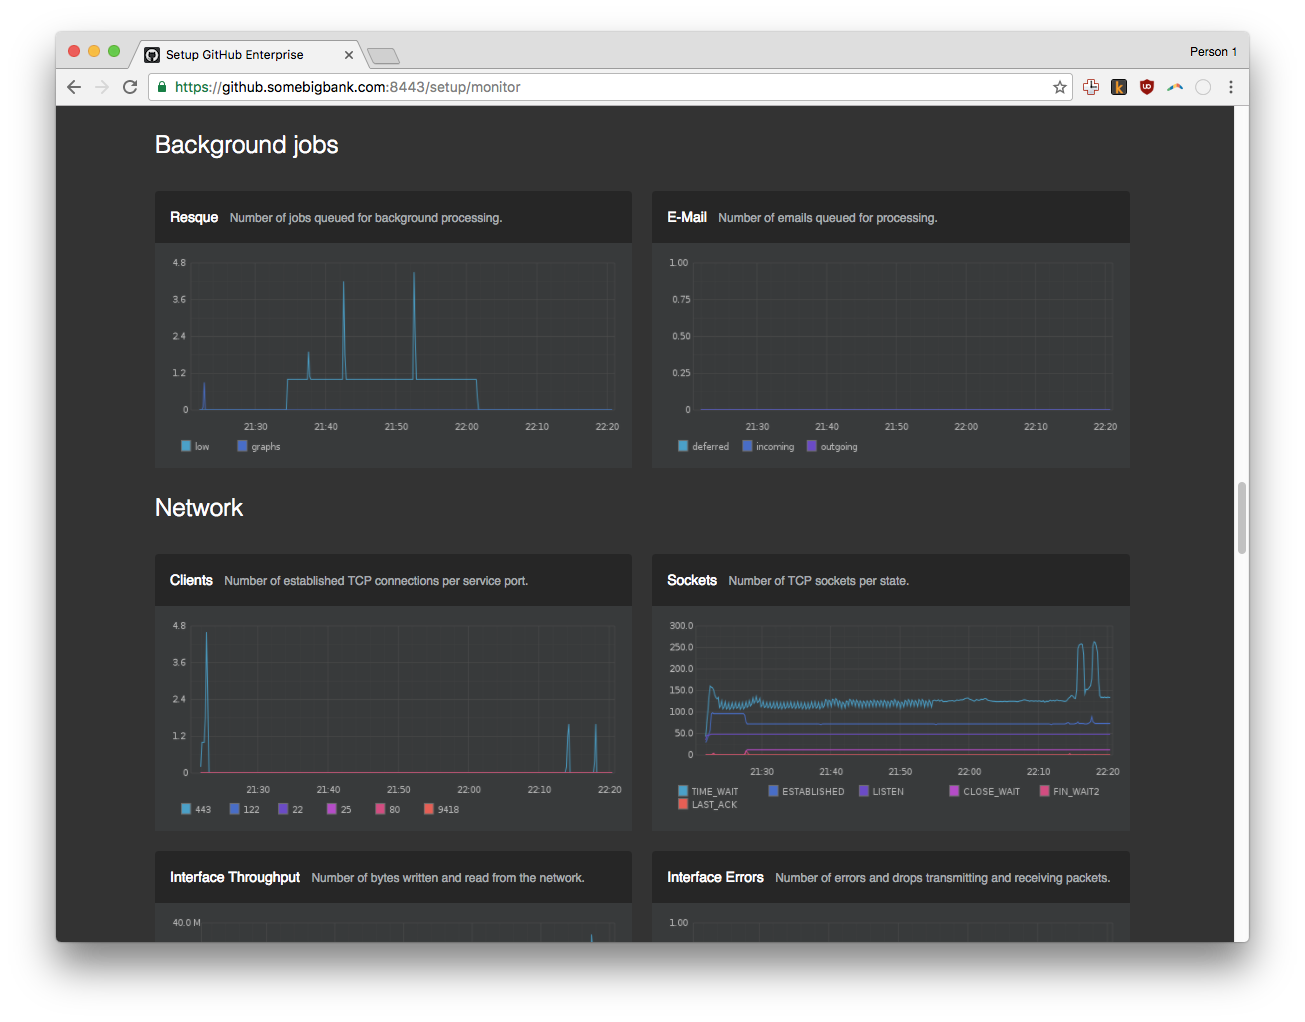 Setup GitHub Enterprise
Person 1
https://github.somebigbank.com:8443/setup/monitor
Background jobs
Resque Number of jobs queued for background processing.
4.8
3.6
2.4
1.2
0
21:30 21:40 21:50 22:00 22:10 22:20
low graphs
E-Mail Number of emails queued for processing.
1.00
0.75
0.50
0.25
0
21:30 21:40 21:50 22:00 22:10 22:20
deferred incoming outgoing
Network
Clients Number of established TCP connections per service port.
4.8
3.6
2.4
1.2
0
21:30 21:40 21:50 22:00 22:10 22:20
443 122 22 25 80 9418
Sockets Number of TCP sockets per state.
300.0
250.0
200.0
150.0
100.0
50.0
0
21:30 21:40 21:50 22:00 22:10 22:20
TIME_WAIT ESTABLISHED LISTEN CLOSE_WAIT FIN_WAIT2
LAST_ACK
Interface Throughput Number of bytes written and read from the network.
40.0 M
Interface Errors Number of errors and drops transmitting and receiving packets.
1.00